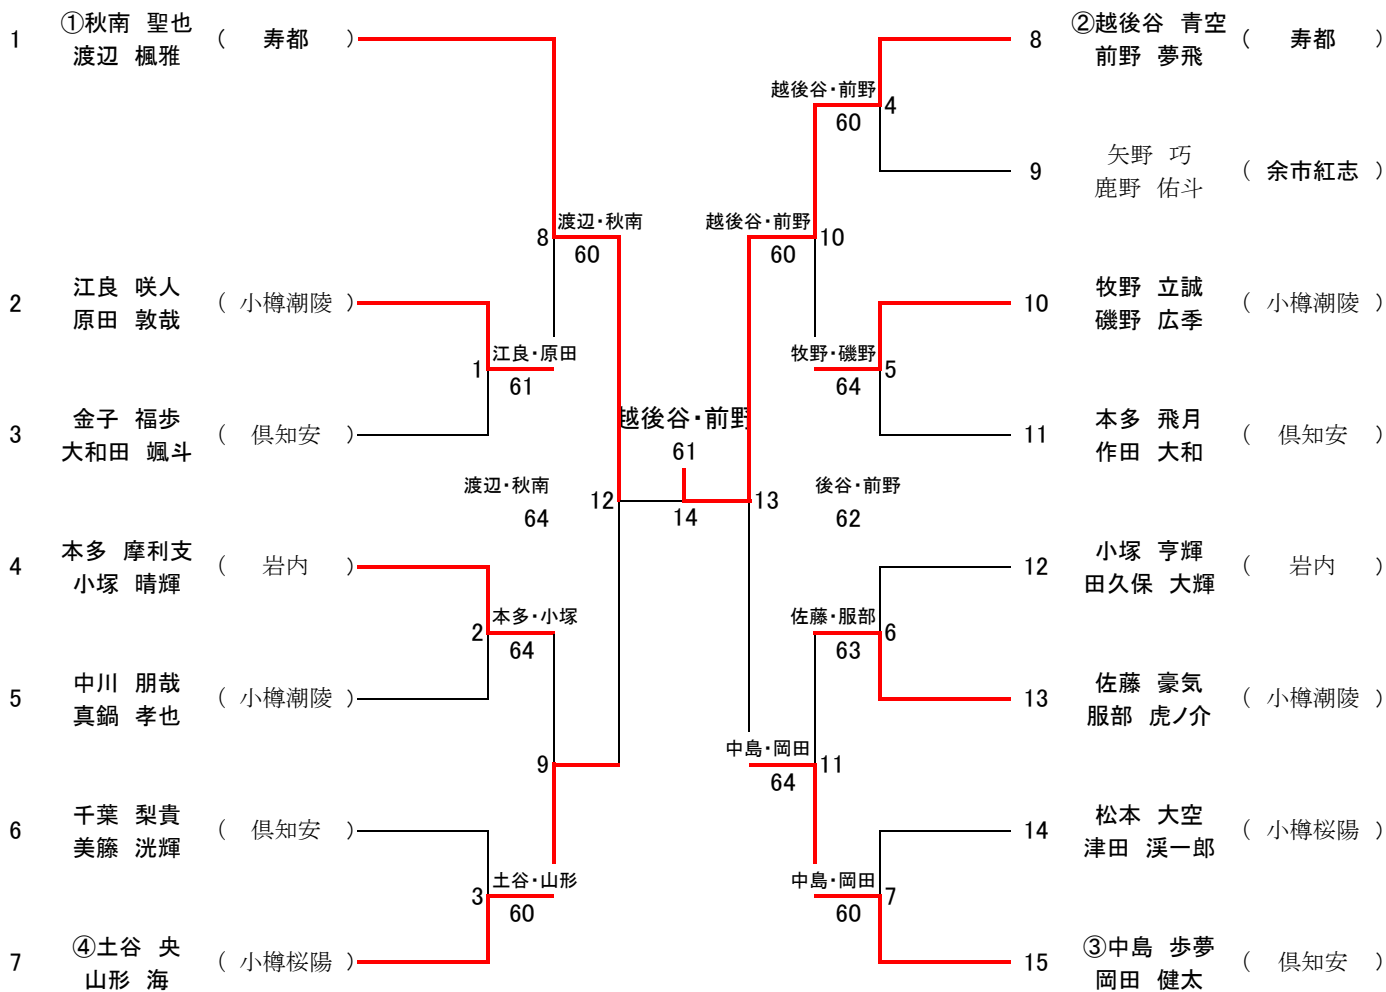 1 ①秋南 聖也 ( 寿都 )
渡辺 楓雅
2 江良 咲人 ( 小樽潮陵 )
原田 敦哉
3 金子 福歩 ( 倶知安 )
大和田 颯斗
4 本多 摩利支 ( 岩内 )
小塚 晴輝
5 中川 朋哉 ( 小樽潮陵 )
真鍋 孝也
6 千葉 梨貴 ( 倶知安 )
美籐 洸輝
7 ④土谷 央 ( 小樽桜陽 )
山形 海
8 渡辺・秋南
60
1 江良・原田
61
渡辺・秋南
64
12
2 本多・小塚
64
9
3 土谷・山形
60
越後谷・前野
61
14
越後谷・前野
60 4
越後谷・前野
60 10
牧野・磯野
64 5
13
後谷・前野
62
佐藤・服部
63 6
中島・岡田
64 11
中島・岡田
60 7
8 ②越後谷 青空 ( 寿都 )
前野 夢飛
9 矢野 巧 ( 余市紅志 )
鹿野 佑斗
10 牧野 立誠 ( 小樽潮陵 )
磯野 広季
11 本多 飛月 ( 倶知安 )
作田 大和
12 小塚 亨輝 ( 岩内 )
田久保 大輝
13 佐藤 豪気 ( 小樽潮陵 )
服部 虎ノ介
14 松本 大空 ( 小樽桜陽 )
津田 渓一郎
15 ③中島 歩夢 ( 倶知安 )
岡田 健太